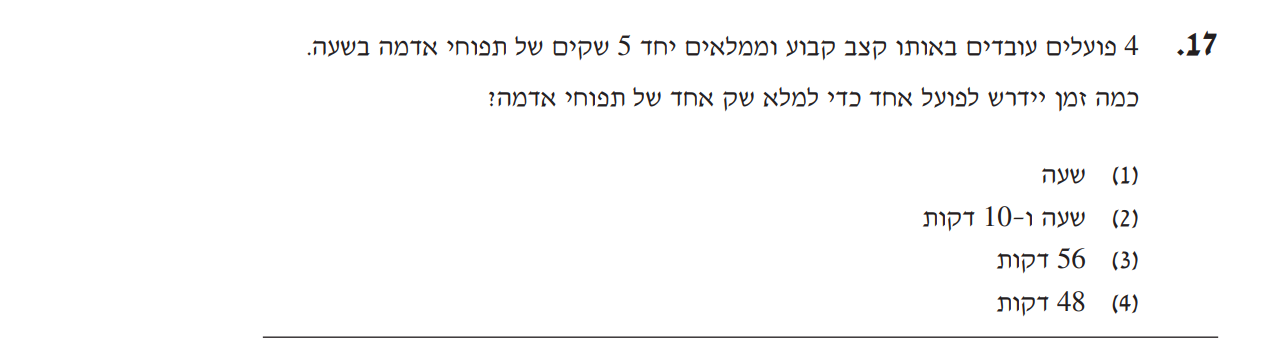 17. 4 פועלים עובדים באותו קצב קבוע וממלאים יחד 5 שקים של תפוחי אדמה בשעה.
כמה זמן יידרש לפועל אחד כדי למלא שק אחד של תפוחי אדמה?
(1) שעה
(2) שעה ו-10 דקות
(3) 56 דקות
(4) 48 דקות